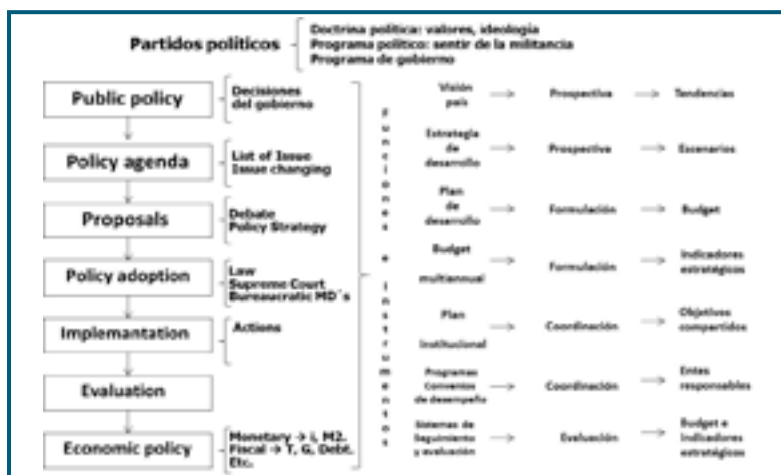 Partidos políticos
Doctrina política: valores, ideología
Programa político: sentir de la militancia
Programa de gobierno
Public policy
Decisiones
del gobierno
Policy agenda
List of Issue
Issue changing
Proposals
Debate
Policy Strategy
Policy adoption
Law
Supreme Court
Bureaucratic MD´s
Implemantation
Actions
Evaluation
Economic policy
Monetary → i, M2.
Fiscal → T, G, Debt.
Etc.
Funciones e instrumentos
Visión
país
Prospectiva
Tendencias
Estrategia
de
desarrollo
Prospectiva
Escenarios
Plan
de
desarrollo
Formulación
Budget
Budget
multiannual
Formulación
Indicadores
estratégicos
Plan
institucional
Coordinación
Objetivos
compartidos
Programas
Convenios
de desempeño
Coordinación
Entes
responsables
Sistemas de
seguimiento
y evaluación
Evaluación
Budget e
indicadores
estratégicos